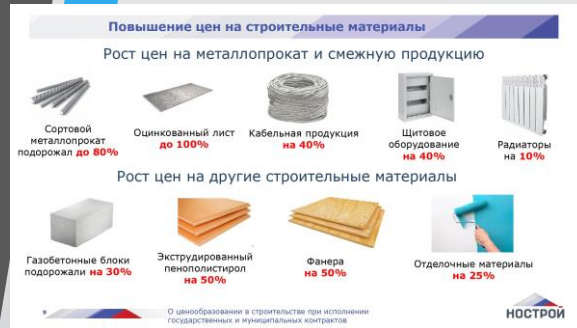 Повышение цен на строительные материалы
Рост цен на металлопрокат и смежную продукцию
Сортовой
металлопрокат
подорожал до 80%
Оцинкованный лист
до 100%
Кабельная продукция
на 40%
Щитовое
оборудование
на 40%
Радиаторы
на 10%
Рост цен на другие строительные материалы
Газобетонные блоки
подорожали на 30%
Экструдированный
пенополистирол
на 50%
Фанера
на 50%
Отделочные материалы
на 25%
О ценообразовании в строительстве при исполнении
государственных и муниципальных контрактов
НОСТРОЙ